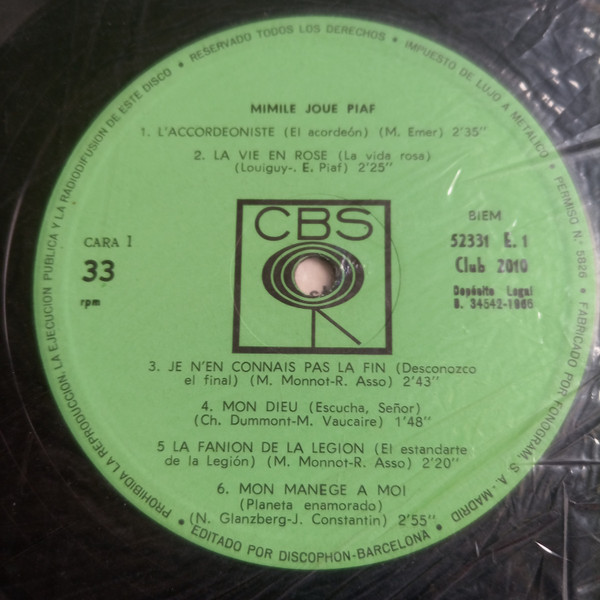 MIMILE JOUE PIAF
1. L'ACCORDEONISTE (El acordeón) (M. Emer) 2'35"
2. LA VIE EN ROSE (La vida rosa)
(Louiguy-. E. Piaf) 2'25"
CBS
CARA 1
33
rpm
BIEM
52331 E. 1
Club 2010
Depósito Legal
B. 34542-1966
3. JE N'EN CONNAIS PAS LA FIN (Desconozco
el final) (M. Monnot-R. Asso) 2'43"
4. MON DIEU (Escucha, Señor)
(Ch. Dummont-M. Vaucaire) 1'48"
5 LA FANION DE LA LEGION (El estandarte
de la Legión) (M. Monnot-R. Asso) 2'20"
6. MON MANEGE A MOI
(Planeta enamorado)
(N. Glanzberg-J. Constantin) 2'55"
PROHIBIDA LA REPRODUCCION, LA EJECUCION PUBLICA Y LA RADIODIFUSION DE ESTE DISCO • RESERVADO TODOS LOS DERECHOS • IMPUESTO DE LUJO A METALICO • PERMISO N.° 5826 • FABRICADO POR FONOGRAM, S. A. MADRID •
EDITADO POR DISCOPHON-BARCELONA •